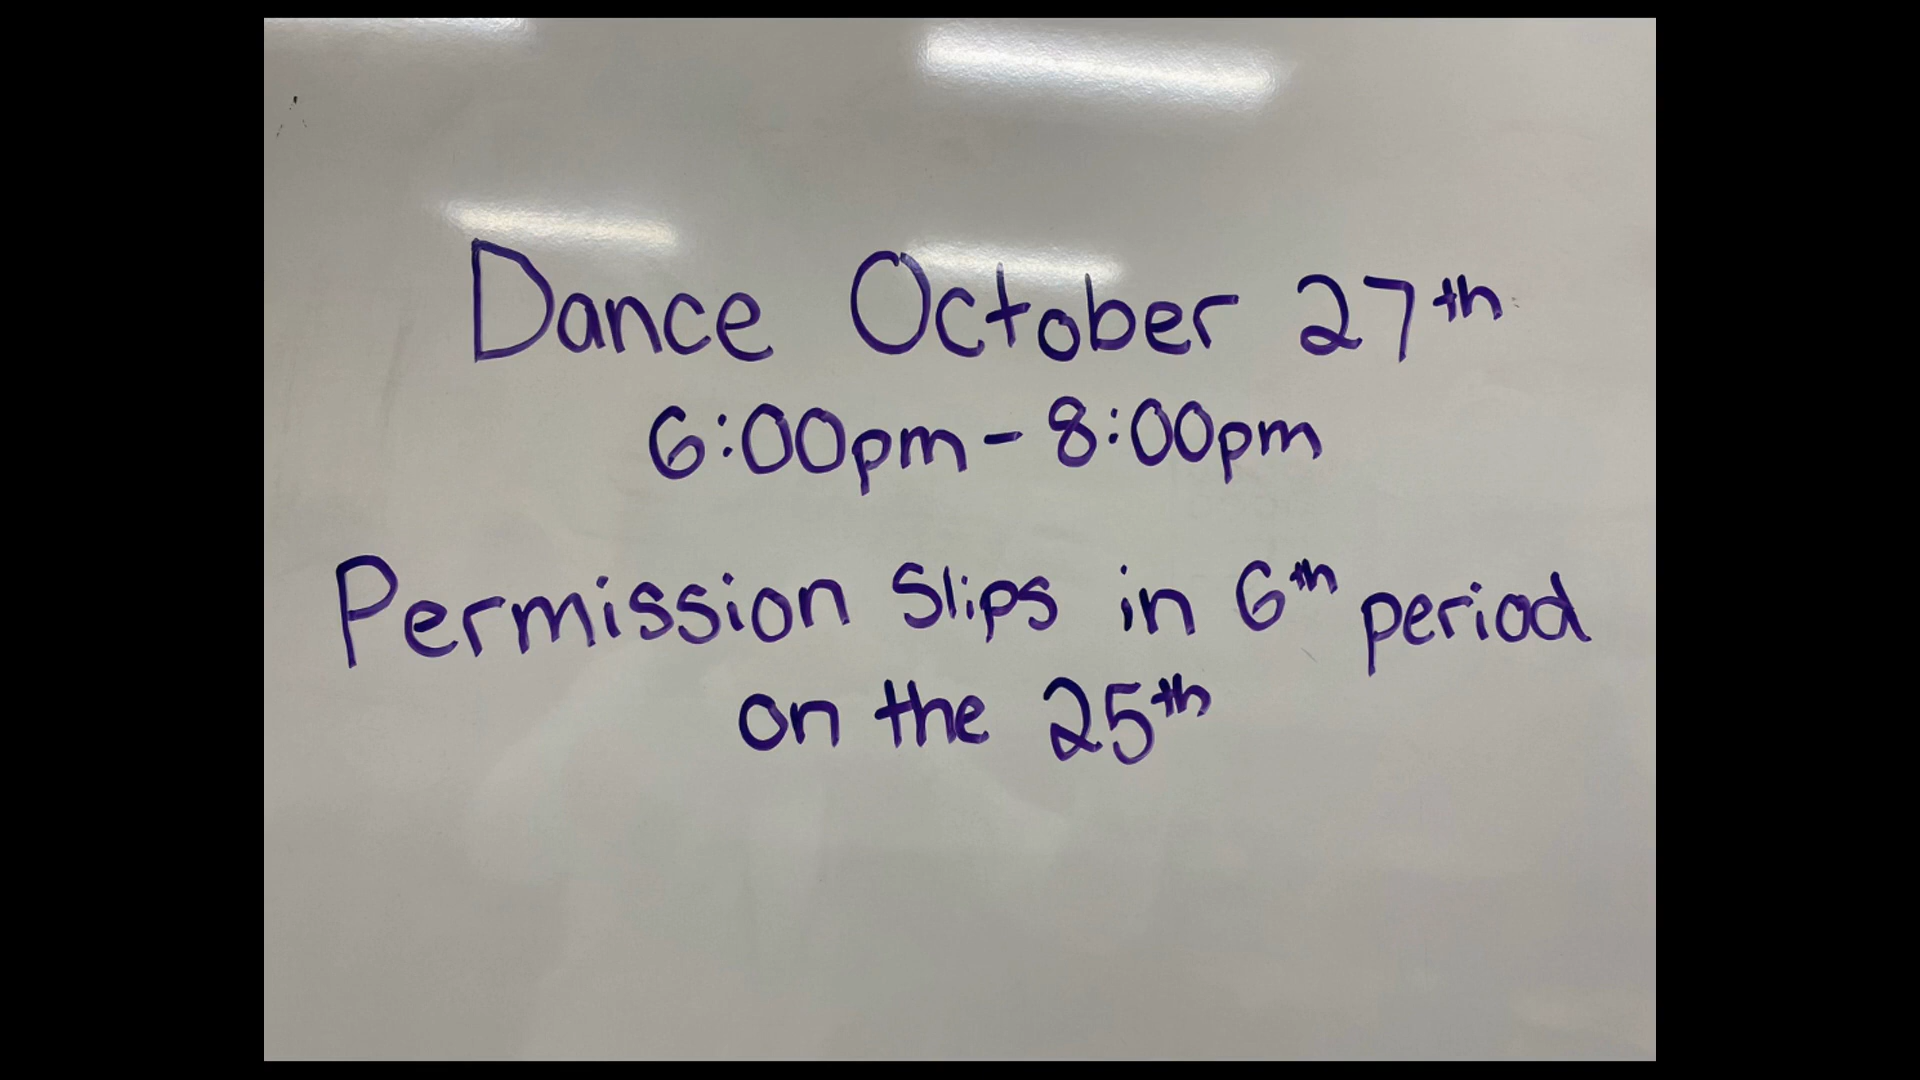 Dance October 27th
6:00pm - 8:00pm
Permission Slips in 6th period
on the 25th